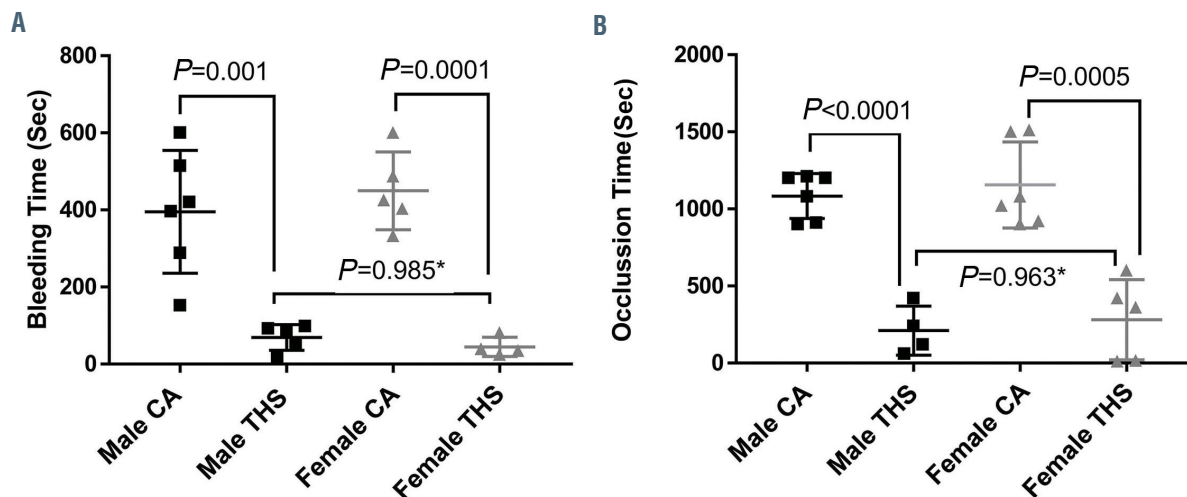 A
Bleeding Time (Sec)
800
600
400
200
0
P=0.001
P=0.0001
P=0.985*
Male CA
Male THS
Female CA
Female THS
B
Occlussion Time(Sec)
2000
1500
1000
500
0
P<0.0001
P=0.0005
P=0.963*
Male CA
Male THS
Female CA
Female THS